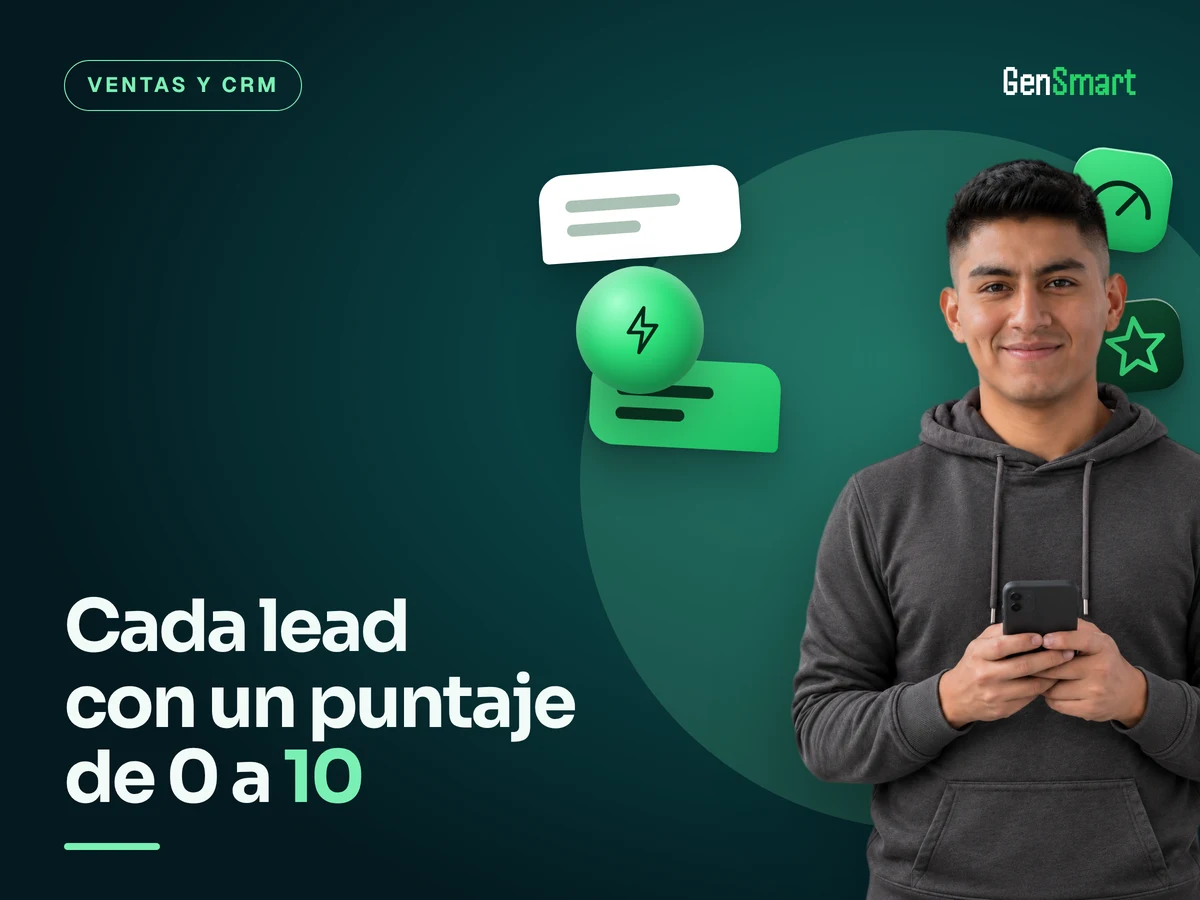 VENTAS Y CRM
GenSmart
Cada lead
con un puntaje
de 0 a 10